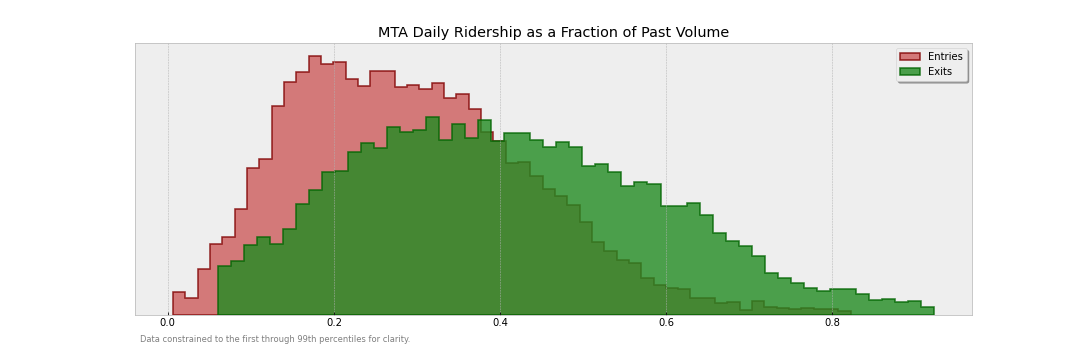 MTA Daily Ridership as a Fraction of Past Volume
Entries
Exits
0.0 0.2 0.4 0.6 0.8
Data constrained to the first through 99th percentiles for clarity.